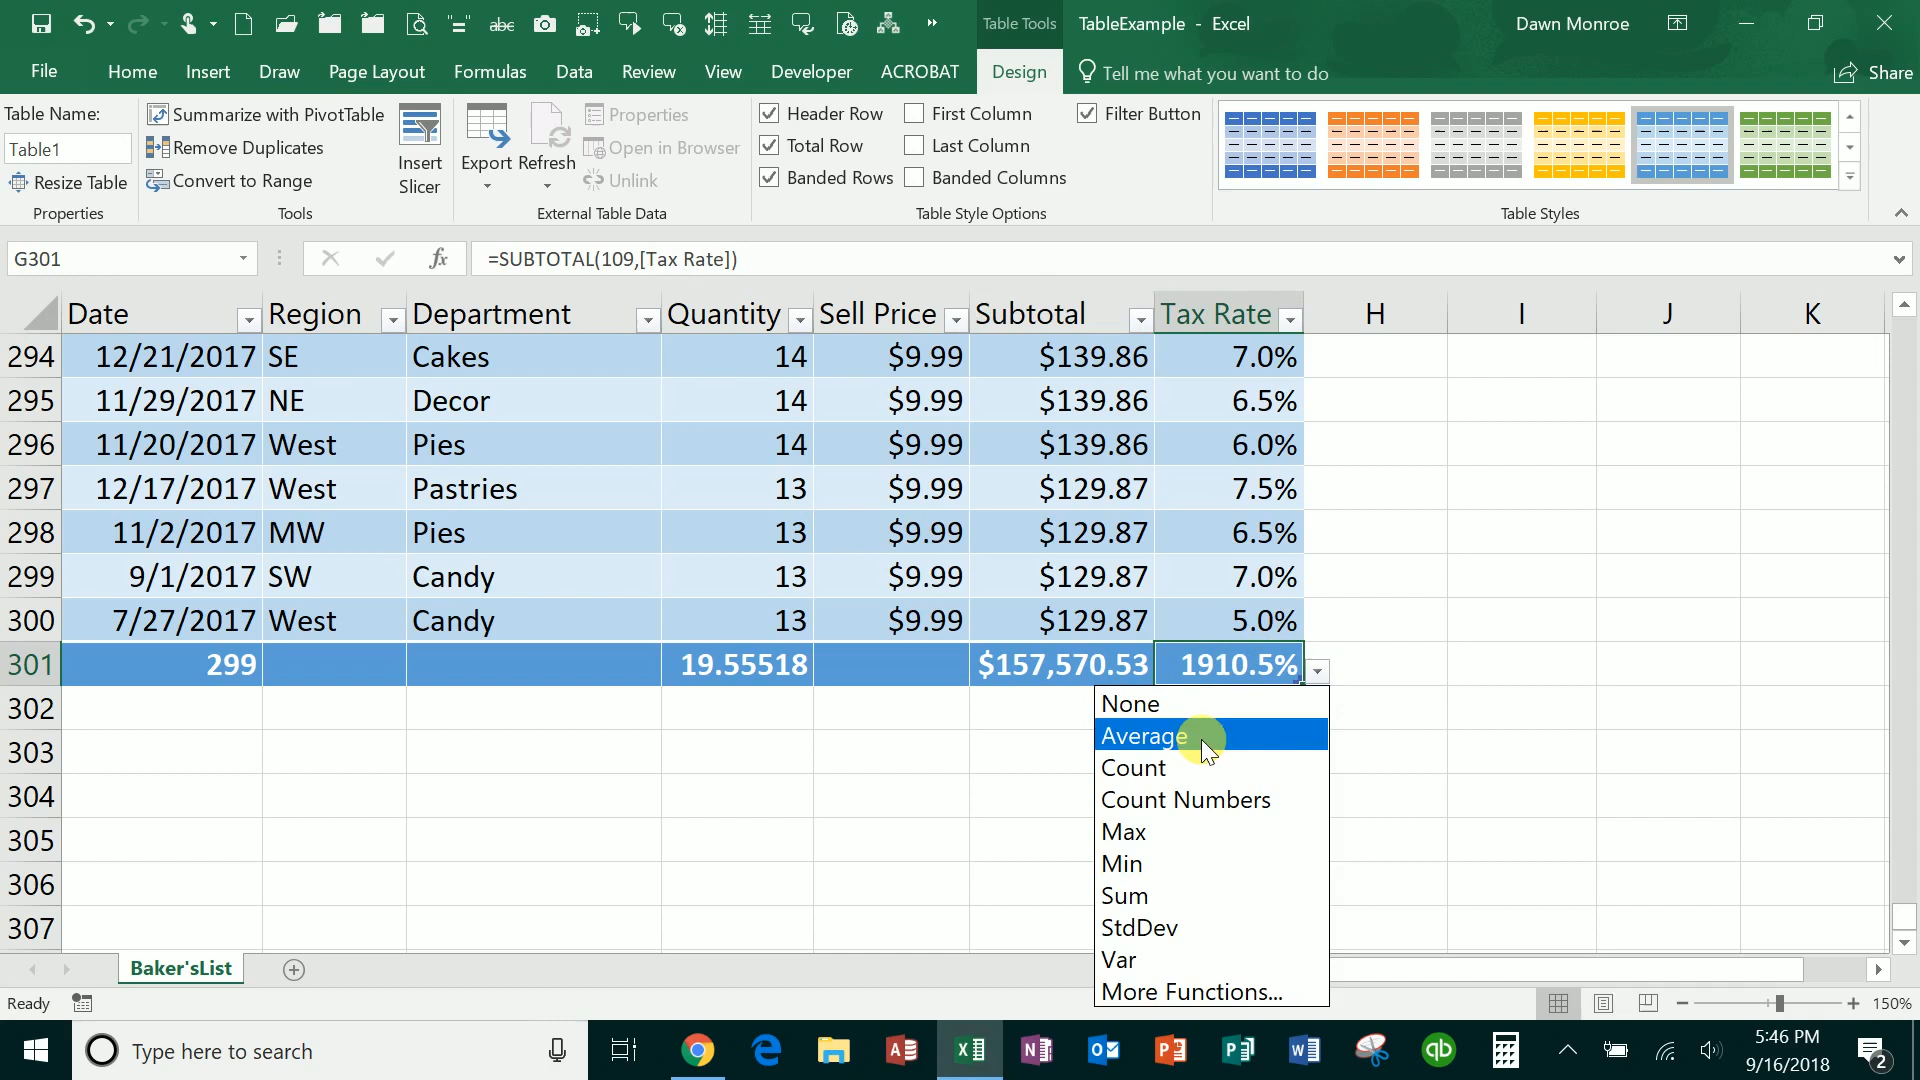 Table Tools TableExample - Excel Dawn Monroe
File Home Insert Draw Page Layout Formulas Data Review View Developer ACROBAT Design Tell me what you want to do Share
Table Name:
Table1
Resize Table
Properties
Summarize with PivotTable
Remove Duplicates
Convert to Range
Tools
Insert Slicer
Export Refresh
Properties
Open in Browser
Unlink
External Table Data
Header Row First Column Filter Button
Total Row Last Column
Banded Rows Banded Columns
Table Style Options
Table Styles
G301 fx =SUBTOTAL(109,[Tax Rate])
Date Region Department Quantity Sell Price Subtotal Tax Rate H I J K
294 12/21/2017 SE Cakes 14 $9.99 $139.86 7.0%
295 11/29/2017 NE Decor 14 $9.99 $139.86 6.5%
296 11/20/2017 West Pies 14 $9.99 $139.86 6.0%
297 12/17/2017 West Pastries 13 $9.99 $129.87 7.5%
298 11/2/2017 MW Pies 13 $9.99 $129.87 6.5%
299 9/1/2017 SW Candy 13 $9.99 $129.87 7.0%
300 7/27/2017 West Candy 13 $9.99 $129.87 5.0%
301 299 19.55518 $157,570.53 1910.5%
302
303
304
305
306
307
None
Average
Count
Count Numbers
Max
Min
Sum
StdDev
Var
More Functions...
Baker'sList
Ready 150%
Type here to search
5:46 PM
9/16/2018
2